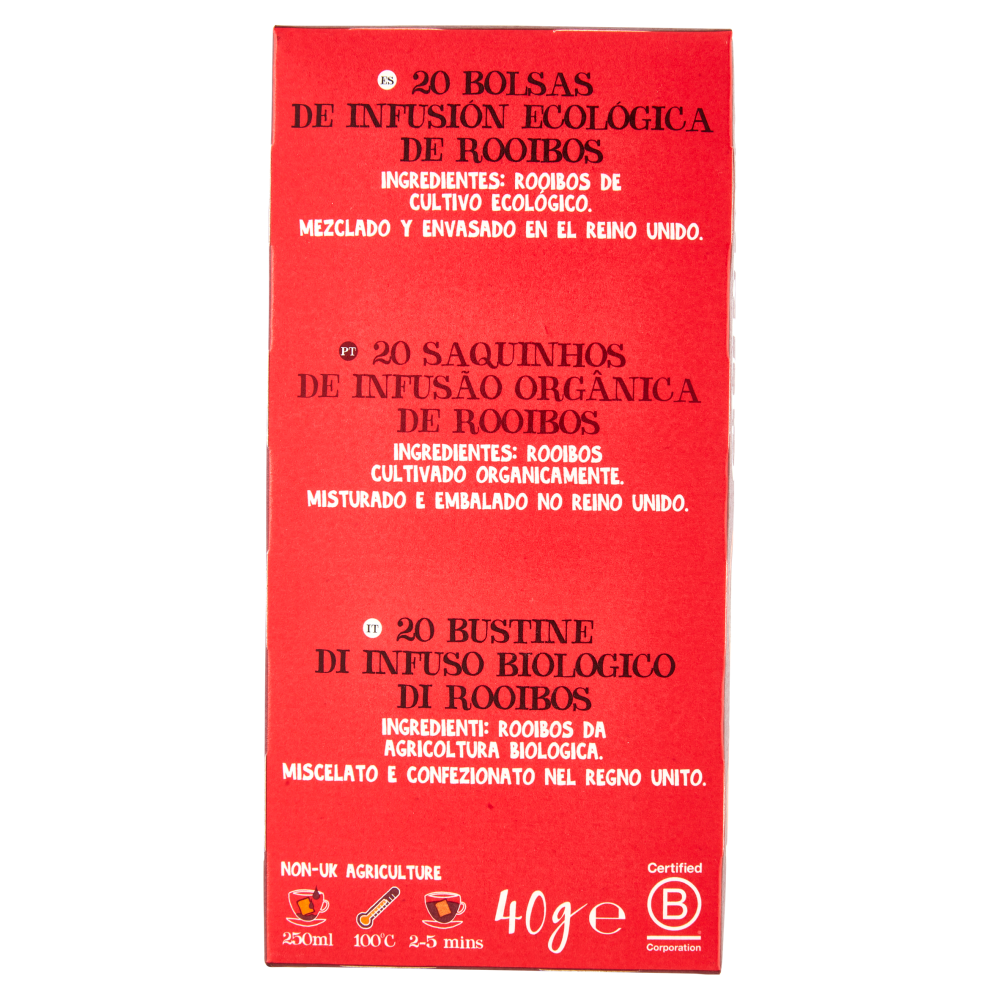 ES 20 BOLSAS
DE INFUSIÓN ECOLÓGICA
DE ROOIBOS
INGREDIENTES: ROOIBOS DE
CULTIVO ECOLÓGICO.
MEZCLADO Y ENVASADO EN EL REINO UNIDO.
PT 20 SAQUINHOS
DE INFUSÃO ORGÂNICA
DE ROOIBOS
INGREDIENTES: ROOIBOS
CULTIVADO ORGANICAMENTE.
MISTURADO E EMBALADO NO REINO UNIDO.
IT 20 BUSTINE
DI INFUSO BIOLOGICO
DI ROOIBOS
INGREDIENTI: ROOIBOS DA
AGRICOLTURA BIOLOGICA.
MISCELATO E CONFEZIONATO NEL REGNO UNITO.
NON-UK AGRICULTURE
250ml 100°C 2-5 mins
40g ℮
Certified
B
Corporation